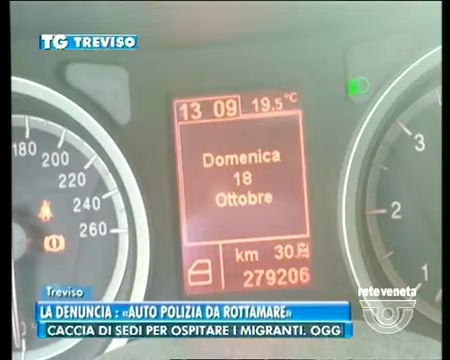 TG TREVISO
13 09 19.5°C
Domenica
18
Ottobre
km 30.
279206
180
200
220
240
260
3
2
1
Treviso
LA DENUNCIA : «AUTO POLIZIA DA ROTTAMARE»
CACCIA DI SEDI PER OSPITARE I MIGRANTI. OGG
reteveneta